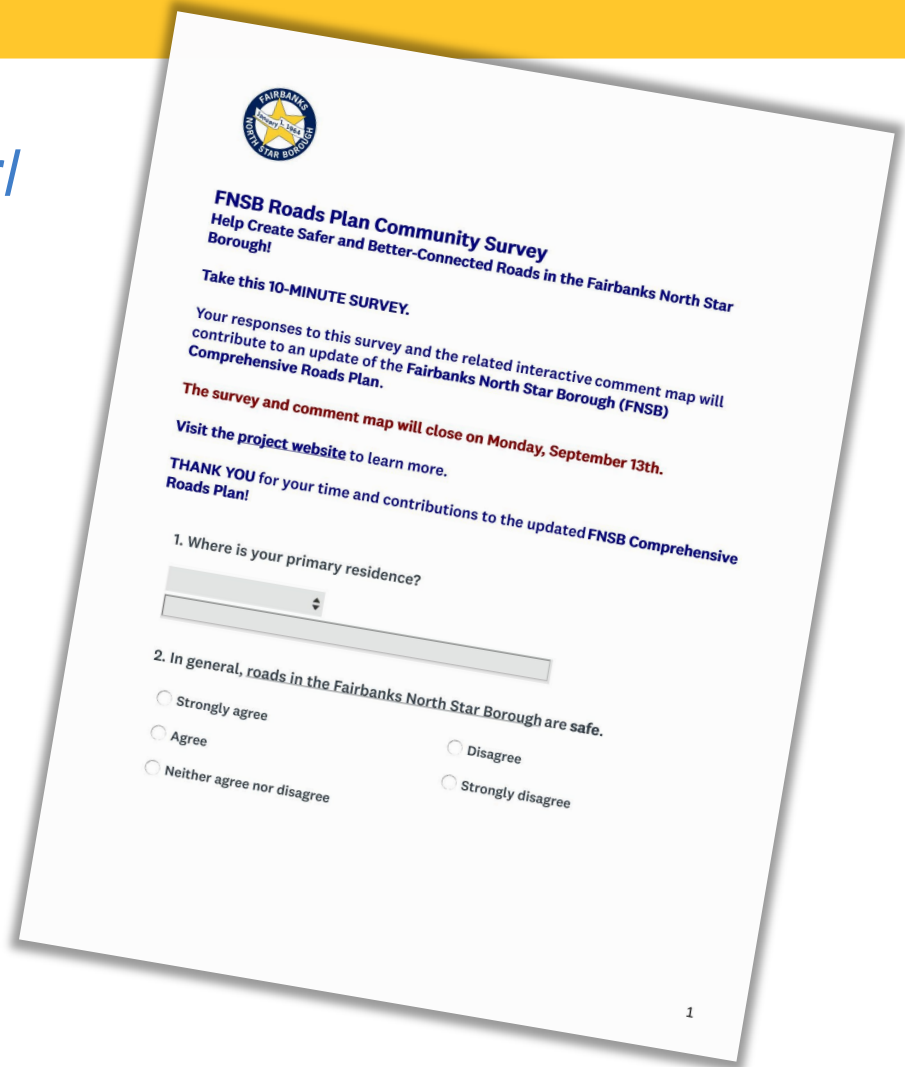 r/
FAIRBANKS
January 1, 1964
NORTH STAR BOROUGH
FNSB Roads Plan Community Survey
Help Create Safer and Better-Connected Roads in the Fairbanks North Star
Borough!
Take this 10-MINUTE SURVEY.
Your responses to this survey and the related interactive comment map will
contribute to an update of the Fairbanks North Star Borough (FNSB)
Comprehensive Roads Plan.
The survey and comment map will close on Monday, September 13th.
Visit the project website to learn more.
THANK YOU for your time and contributions to the updated FNSB Comprehensive
Roads Plan!
1. Where is your primary residence?
2. In general, roads in the Fairbanks North Star Borough are safe.
Strongly agree
Agree
Neither agree nor disagree
Disagree
Strongly disagree
1